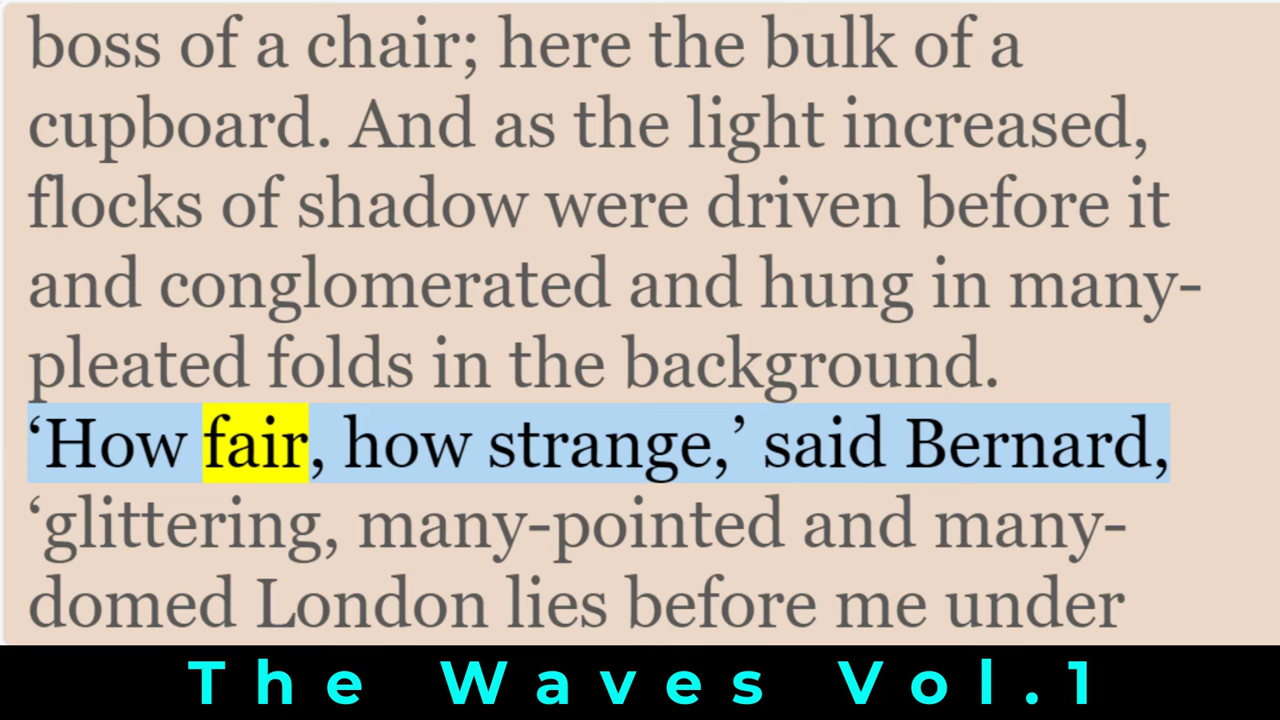 boss of a chair; here the bulk of a
cupboard. And as the light increased,
flocks of shadow were driven before it
and conglomerated and hung in many-
pleated folds in the background.
‘How fair, how strange,’ said Bernard,
‘glittering, many-pointed and many-
domed London lies before me under
The Waves Vol.1